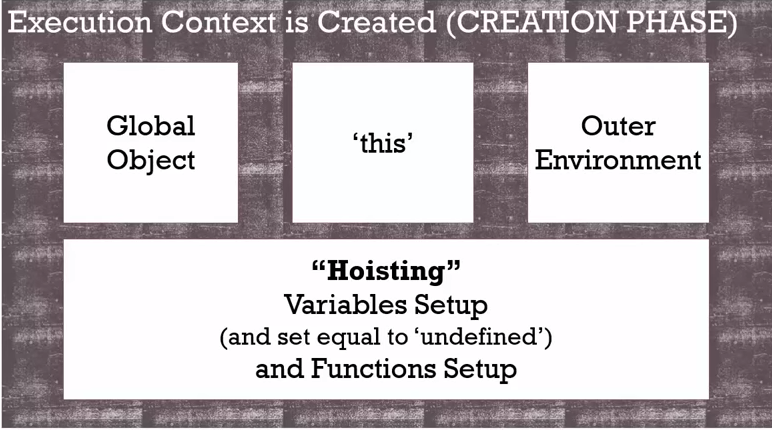 Execution Context is Created (CREATION PHASE)
Global
Object
‘this’
Outer
Environment
“Hoisting”
Variables Setup
(and set equal to ‘undefined’)
and Functions Setup